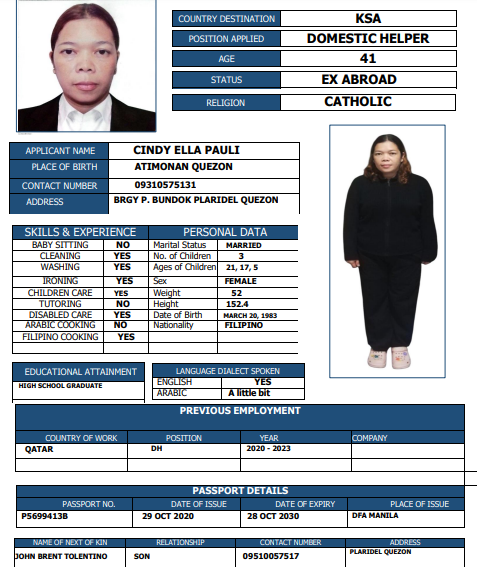 COUNTRY DESTINATION KSA
POSITION APPLIED DOMESTIC HELPER
AGE 41
STATUS EX ABROAD
RELIGION CATHOLIC
APPLICANT NAME CINDY ELLA PAULI
PLACE OF BIRTH ATIMONAN QUEZON
CONTACT NUMBER 09310575131
ADDRESS BRGY P. BUNDOK PLARIDEL QUEZON
SKILLS & EXPERIENCE PERSONAL DATA
BABY SITTING NO Marital Status MARRIED
CLEANING YES No. of Children 3
WASHING YES Ages of Children 21, 17, 5
IRONING YES Sex FEMALE
CHILDREN CARE YES Weight 52
TUTORING NO Height 152.4
DISABLED CARE YES Date of Birth MARCH 20, 1983
ARABIC COOKING NO Nationality FILIPINO
FILIPINO COOKING YES
EDUCATIONAL ATTAINMENT
HIGH SCHOOL GRADUATE
LANGUAGE DIALECT SPOKEN
ENGLISH YES
ARABIC A little bit
PREVIOUS EMPLOYMENT
COUNTRY OF WORK POSITION YEAR COMPANY
QATAR DH 2020 - 2023
PASSPORT DETAILS
PASSPORT NO. DATE OF ISSUE DATE OF EXPIRY PLACE OF ISSUE
P5699413B 29 OCT 2020 28 OCT 2030 DFA MANILA
NAME OF NEXT OF KIN RELATIONSHIP CONTACT NUMBER ADDRESS
JOHN BRENT TOLENTINO SON 09510057517 PLARIDEL QUEZON